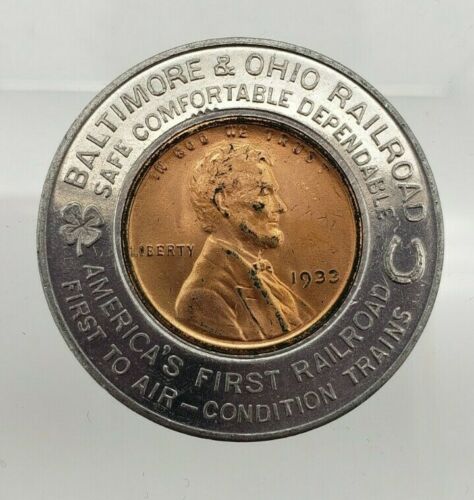 BALTIMORE & OHIO RAILROAD
SAFE COMFORTABLE DEPENDABLE
IN GOD WE TRUST
LIBERTY
1933
AMERICA'S FIRST RAILROAD
FIRST TO AIR-CONDITION TRAINS